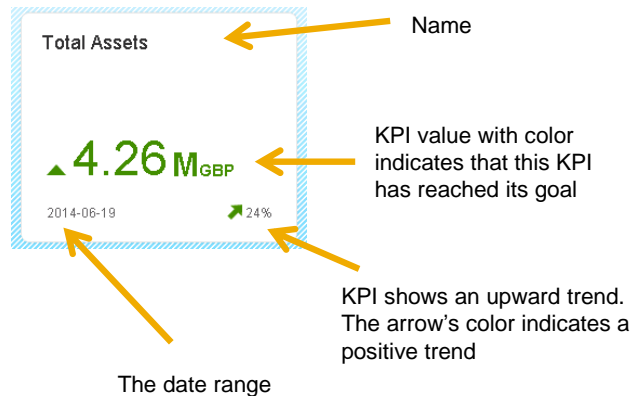 Name
Total Assets
KPI value with color
indicates that this KPI
has reached its goal
4.26 M GBP
2014-06-19
24%
KPI shows an upward trend.
The arrow’s color indicates a
positive trend
The date range